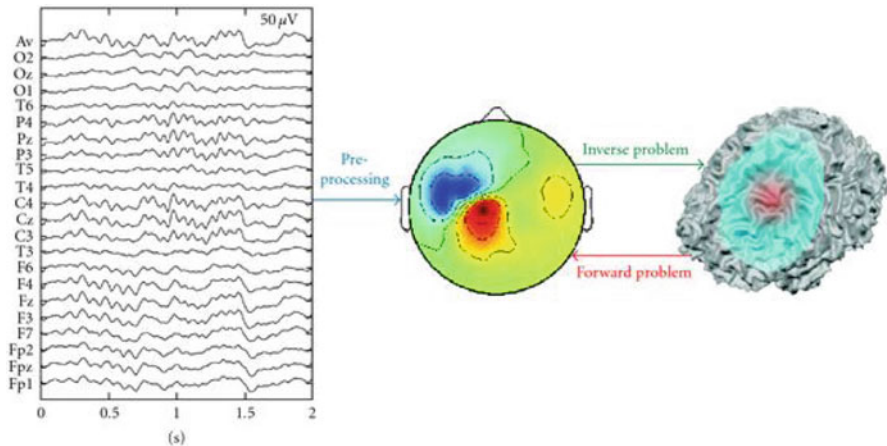 50 μV
Av
O2
Oz
O1
T6
P4
Pz
P3
T5
T4
C4
Cz
C3
T3
F6
F4
Fz
F3
F7
Fp2
Fpz
Fp1
0 0.5 1 1.5 2
(s)
Pre-
processing
Inverse problem
Forward problem